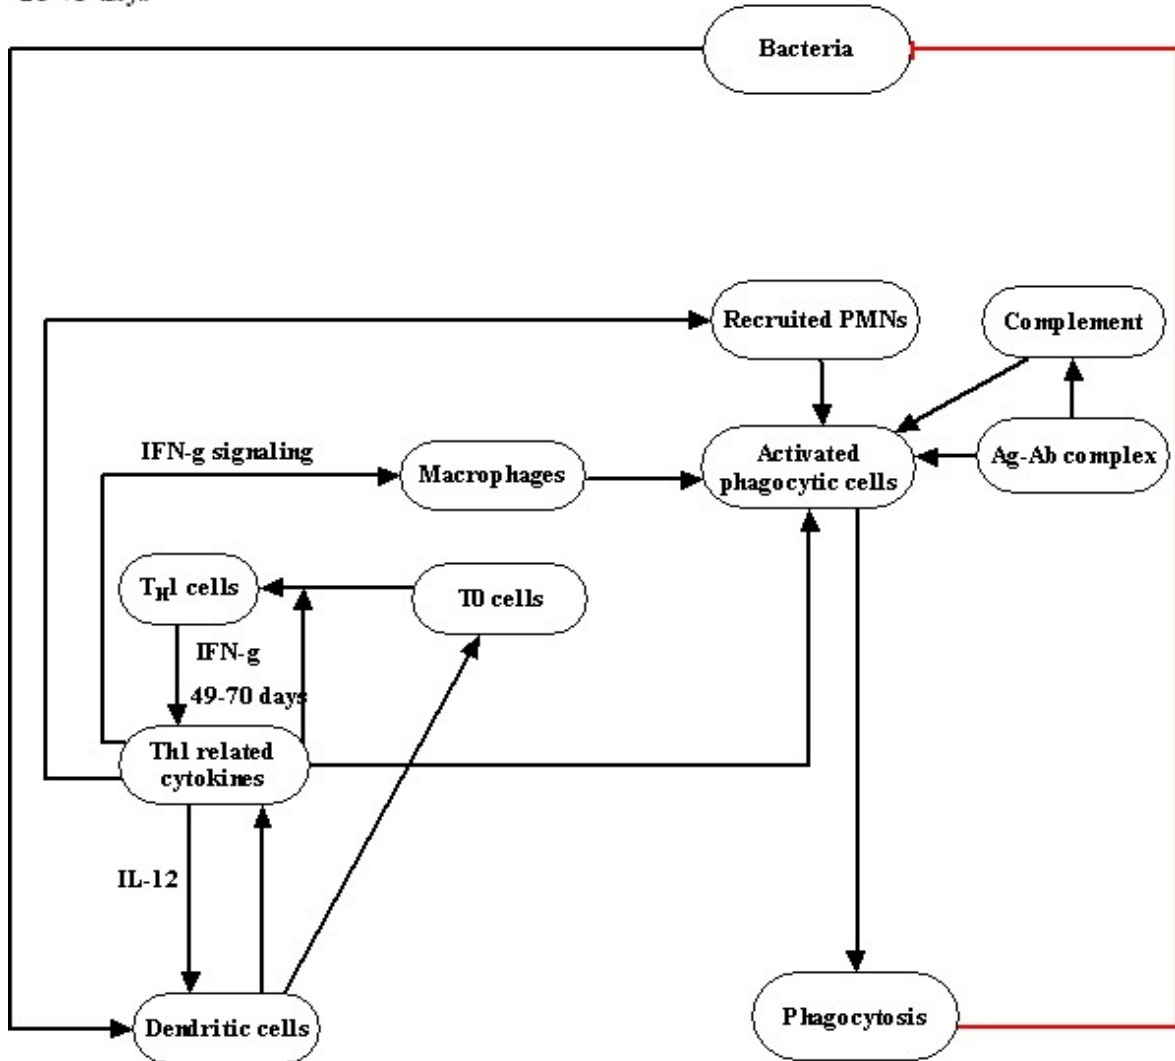 days
Bacteria
Recruited PMNs
Complement
IFN-g signaling
Macrophages
Activated
phagocytic cells
Ag-Ab complex
TH1 cells
T0 cells
IFN-g
49-70 days
Th1 related
cytokines
IL-12
Dendritic cells
Phagocytosis